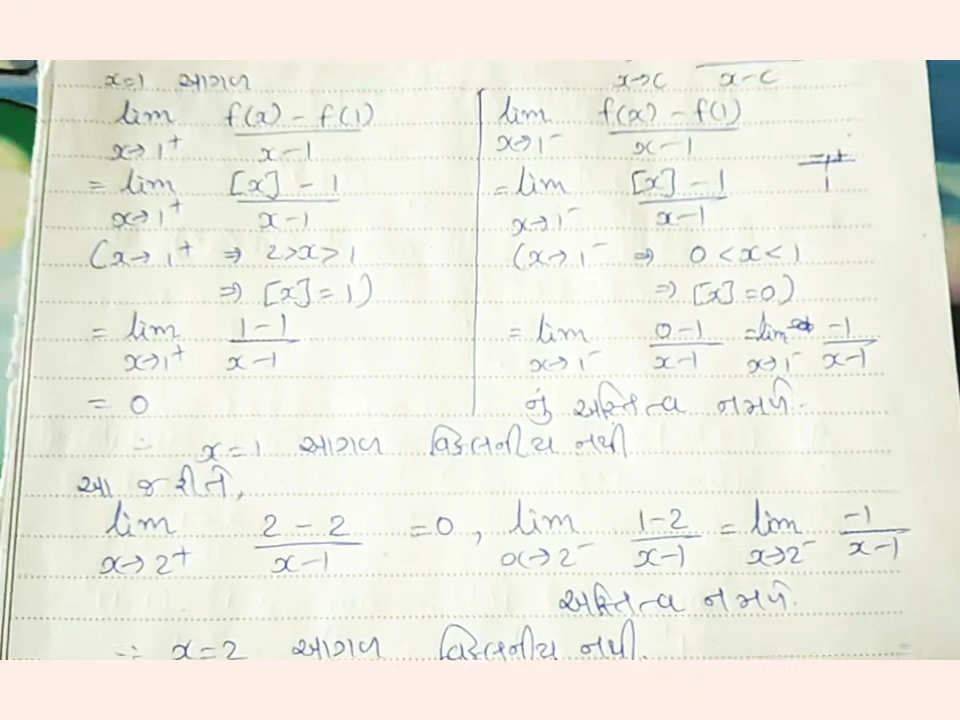 x=1 આગળ
lim x→1⁺ (f(x) - f(1))/(x-1)
= lim x→1⁺ ([x] - 1)/(x-1)
(x→1⁺ ⇒ 2>x>1
⇒ [x] = 1)
= lim x→1⁺ (1-1)/(x-1)
= 0
x→c x-c
lim x→1⁻ (f(x) - f(1))/(x-1)
= lim x→1⁻ ([x] - 1)/(x-1)
(x→1⁻ ⇒ 0<x<1
⇒ [x] = 0)
= lim x→1⁻ (0-1)/(x-1) = lim x→1⁻ (-1)/(x-1)
નું અસ્તિત્વ ન મળે.
∴ x=1 આગળ વિકલનીય નથી
આ જ રીતે,
lim x→2⁺ (2-2)/(x-1) = 0, lim x→2⁻ (1-2)/(x-1) = lim x→2⁻ (-1)/(x-1)
અસ્તિત્વ ન મળે.
∴ x=2 આગળ વિકલનીય નથી.